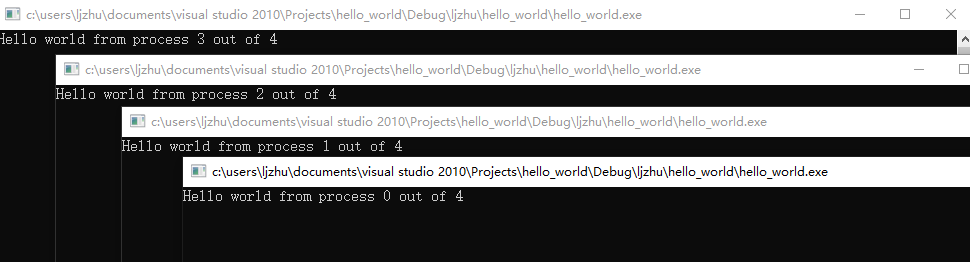 c:\users\ljzhu\documents\visual studio 2010\Projects\hello_world\Debug\ljzhu\hello_world\hello_world.exe
Hello world from process 3 out of 4
c:\users\ljzhu\documents\visual studio 2010\Projects\hello_world\Debug\ljzhu\hello_world\hello_world.exe
Hello world from process 2 out of 4
c:\users\ljzhu\documents\visual studio 2010\Projects\hello_world\Debug\ljzhu\hello_world\hello_world.exe
Hello world from process 1 out of 4
c:\users\ljzhu\documents\visual studio 2010\Projects\hello_world\Debug\ljzhu\hello_world\hello_world.exe
Hello world from process 0 out of 4